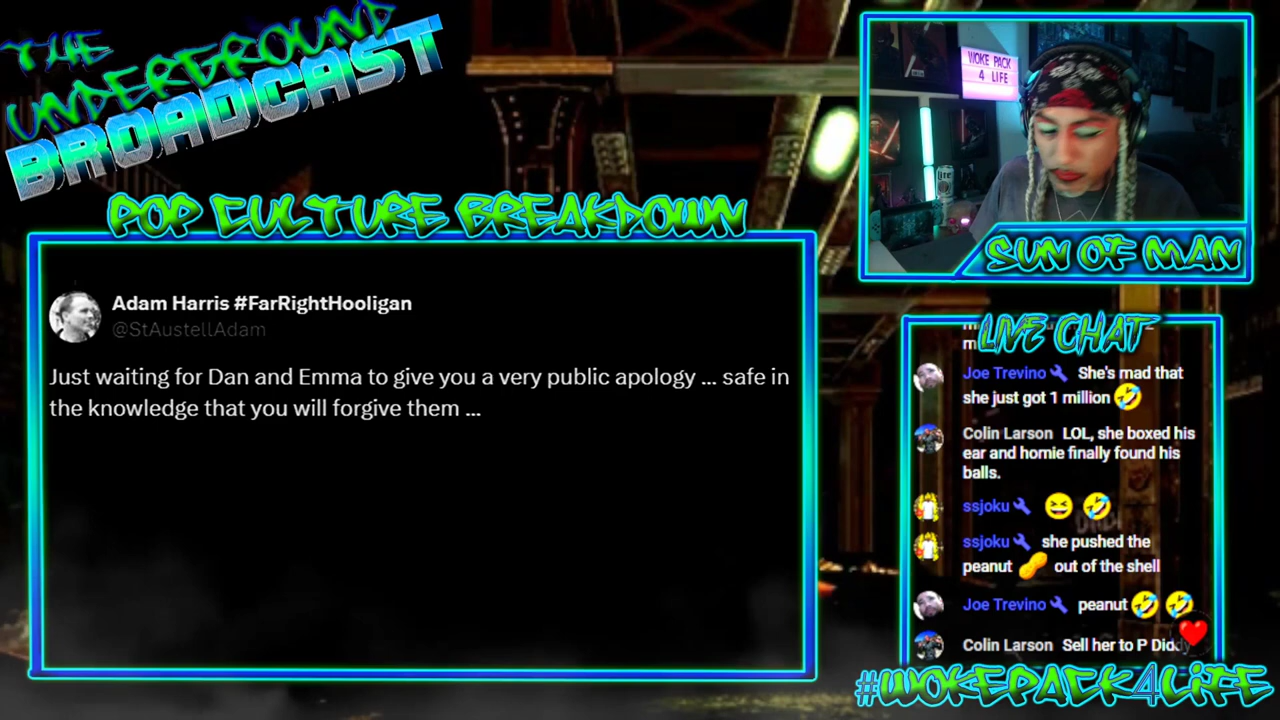 THE
UNDERGROUND
BROADCAST
POP CULTURE BREAKDOWN
Adam Harris #FarRightHooligan
@StAustellAdam
Just waiting for Dan and Emma to give you a very public apology ... safe in
the knowledge that you will forgive them ...
WOKE PACK
4 LIFE
Lite
SUN OF MAN
LIVE CHAT
Joe Trevino She's mad that
she just got 1 million 🤣
Colin Larson LOL, she boxed his
ear and homie finally found his
balls.
ssjoku 😆 🤣
ssjoku she pushed the
peanut 🥜 out of the shell
Joe Trevino peanut 🤣 🤣
Colin Larson Sell her to P Diddy
#WOKEPACK4LIFE